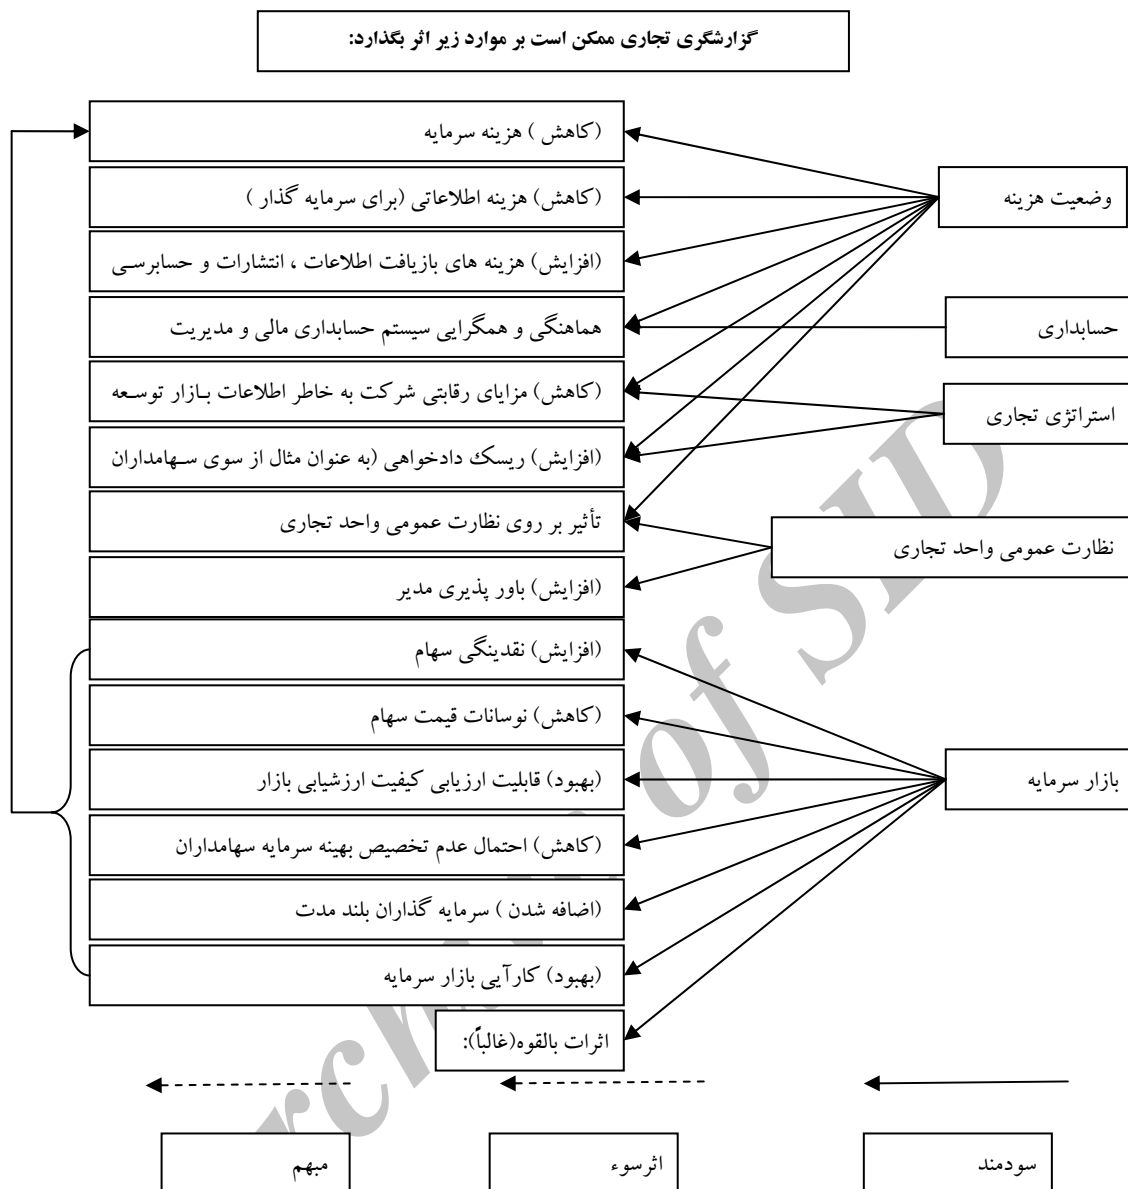 گزارشگری تجاری ممکن است بر موارد زیر اثر بگذارد:
(کاهش ) هزینه سرمایه
وضعیت هزینه
(کاهش) هزینه اطلاعاتی (برای سرمایه گذار )
(افزایش) هزینه های بازیافت اطلاعات ، انتشارات و حسابرسی
حسابداری
هماهنگی و همگرایی سیستم حسابداری مالی و مدیریت
استراتژی تجاری
(کاهش) مزایای رقابتی شرکت به خاطر اطلاعات بازار توسعه
(افزایش) ریسک دادخواهی (به عنوان مثال از سوی سهامداران
تأثیر بر روی نظارت عمومی واحد تجاری
نظارت عمومی واحد تجاری
(افزایش) باور پذیری مدیر
(افزایش) نقدینگی سهام
(کاهش) نوسانات قیمت سهام
بازار سرمایه
(بهبود) قابلیت ارزیابی کیفیت ارزشیابی بازار
(کاهش) احتمال عدم تخصیص بهینه سرمایه سهامداران
(اضافه شدن ) سرمایه گذاران بلند مدت
(بهبود) کارآیی بازار سرمایه
اثرات بالقوه(غالباً):
سودمند
اثرسوء
مبهم
Archive of SID